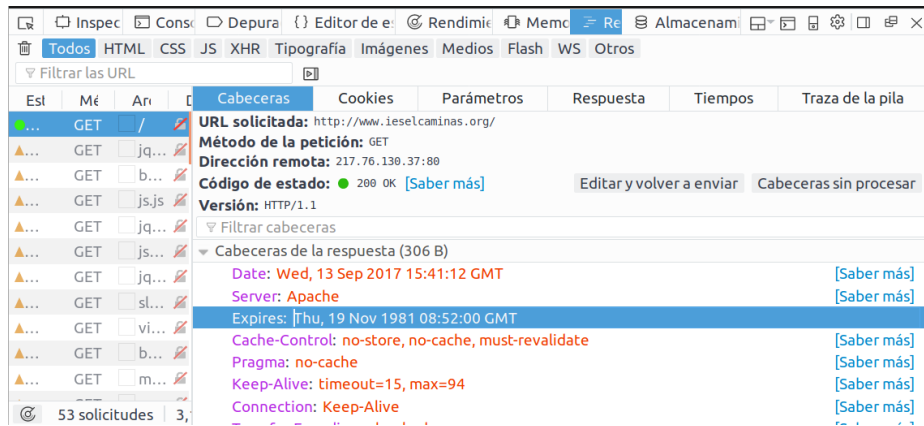 Inspec Conso Depura Editor de e: Rendimie Memo Re Almacenam
Todos HTML CSS JS XHR Tipografía Imágenes Medios Flash WS Otros
Filtrar las URL
Est Mé Arc D Cabeceras Cookies Parámetros Respuesta Tiempos Traza de la pila
... GET /
... GET jq...
... GET b...
... GET js.js
... GET jq...
... GET js...
... GET jq...
... GET sl...
... GET vi...
... GET b...
... GET m...
53 solicitudes 3,
URL solicitada: http://www.ieselcaminas.org/
Método de la petición: GET
Dirección remota: 217.76.130.37:80
Código de estado: 200 OK [Saber más] Editar y volver a enviar Cabeceras sin procesar
Versión: HTTP/1.1
Filtrar cabeceras
Cabeceras de la respuesta (306 B)
Date: Wed, 13 Sep 2017 15:41:12 GMT [Saber más]
Server: Apache [Saber más]
Expires: Thu, 19 Nov 1981 08:52:00 GMT
Cache-Control: no-store, no-cache, must-revalidate [Saber más]
Pragma: no-cache [Saber más]
Keep-Alive: timeout=15, max=94 [Saber más]
Connection: Keep-Alive [Saber más]